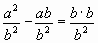 a²/b² − ab/b² = b·b/b²